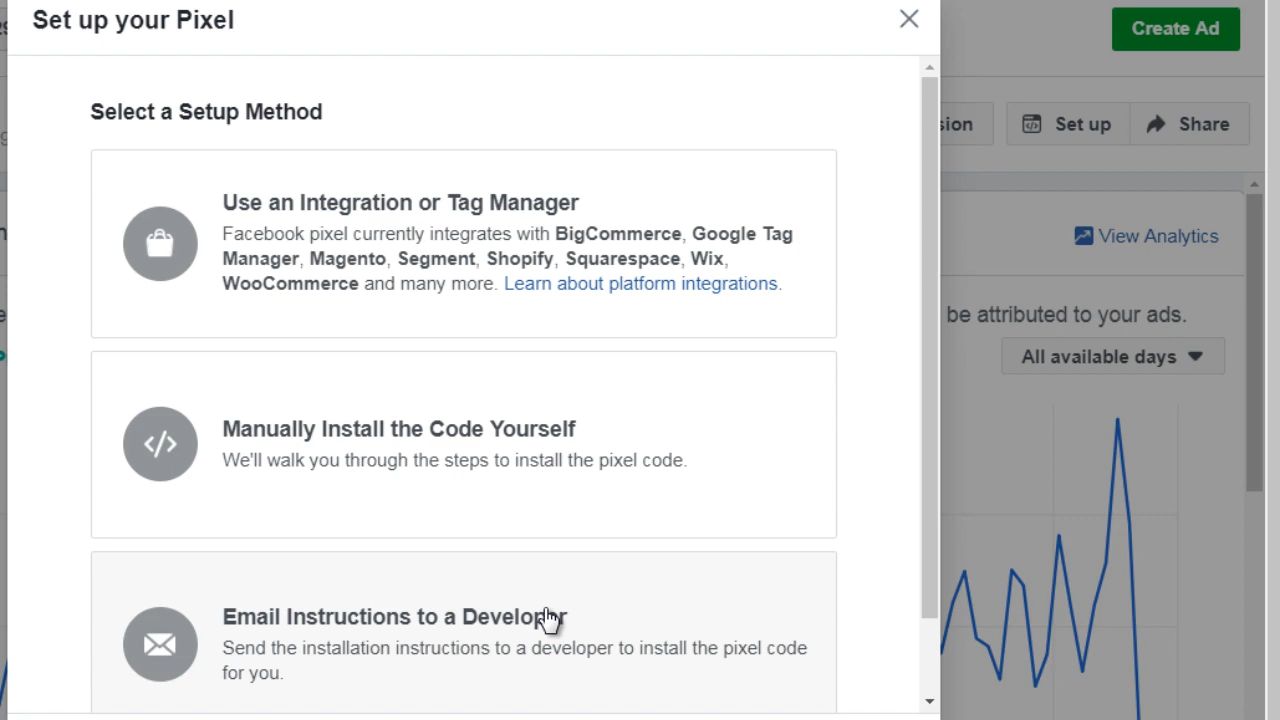 Set up your Pixel
Create Ad
Select a Setup Method
Set up
Share
Use an Integration or Tag Manager
Facebook pixel currently integrates with BigCommerce, Google Tag
Manager, Magento, Segment, Shopify, Squarespace, Wix,
WooCommerce and many more. Learn about platform integrations.
View Analytics
be attributed to your ads.
All available days
Manually Install the Code Yourself
We'll walk you through the steps to install the pixel code.
Email Instructions to a Developer
Send the installation instructions to a developer to install the pixel code
for you.